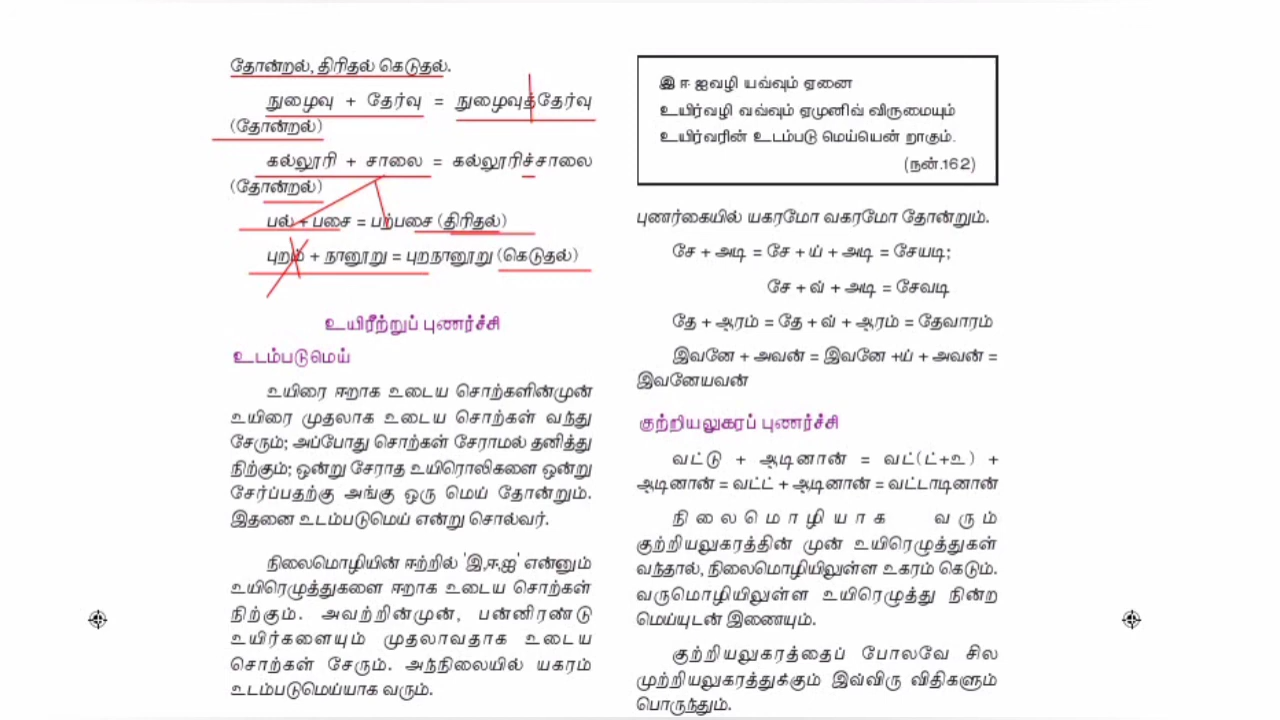 தோன்றல், திரிதல் கெடுதல்.
நுழைவு + தேர்வு = நுழைவுத்தேர்வு
(தோன்றல்)
கல்லூரி + சாலை = கல்லூரிச்சாலை
(தோன்றல்)
பல் + பசை = பற்பசை (திரிதல்)
புறம் + நானூறு = புறநானூறு (கெடுதல்)
உயிரீற்றுப் புணர்ச்சி
உடம்படுமெய்
உயிரை ஈறாக உடைய சொற்களின்முன்
உயிரை முதலாக உடைய சொற்கள் வந்து
சேரும்; அப்போது சொற்கள் சேராமல் தனித்து
நிற்கும்; ஒன்று சேராத உயிரொலிகளை ஒன்று
சேர்ப்பதற்கு அங்கு ஒரு மெய் தோன்றும்.
இதனை உடம்படுமெய் என்று சொல்வர்.
நிலைமொழியின் ஈற்றில் 'இ,ஈ,ஐ' என்னும்
உயிரெழுத்துகளை ஈறாக உடைய சொற்கள்
நிற்கும். அவற்றின்முன், பன்னிரண்டு
உயிர்களையும் முதலாவதாக உடைய
சொற்கள் சேரும். அந்நிலையில் யகரம்
உடம்படுமெய்யாக வரும்.
இ ஈ ஐவழி யவ்வும் ஏனை
உயிர்வழி வவ்வும் ஏமுனிவ் விருமையும்
உயிர்வரின் உடம்படு மெய்யென் றாகும்.
(நன்.162)
புணர்கையில் யகரமோ வகரமோ தோன்றும்.
சே + அடி = சே + ய் + அடி = சேயடி;
சே + வ் + அடி = சேவடி
தே + ஆரம் = தே + வ் + ஆரம் = தேவாரம்
இவனே + அவன் = இவனே +ய் + அவன் =
இவனேயவன்
குற்றியலுகரப் புணர்ச்சி
வட்டு + ஆடினான் = வட்(ட்+உ) +
ஆடினான் = வட்ட் + ஆடினான் = வட்டாடினான்
நிலைமொழியாக வரும்
குற்றியலுகரத்தின் முன் உயிரெழுத்துகள்
வந்தால், நிலைமொழியிலுள்ள உகரம் கெடும்.
வருமொழியிலுள்ள உயிரெழுத்து நின்ற
மெய்யுடன் இணையும்.
குற்றியலுகரத்தைப் போலவே சில
முற்றியலுகரத்துக்கும் இவ்விரு விதிகளும்
பொருந்தும்.